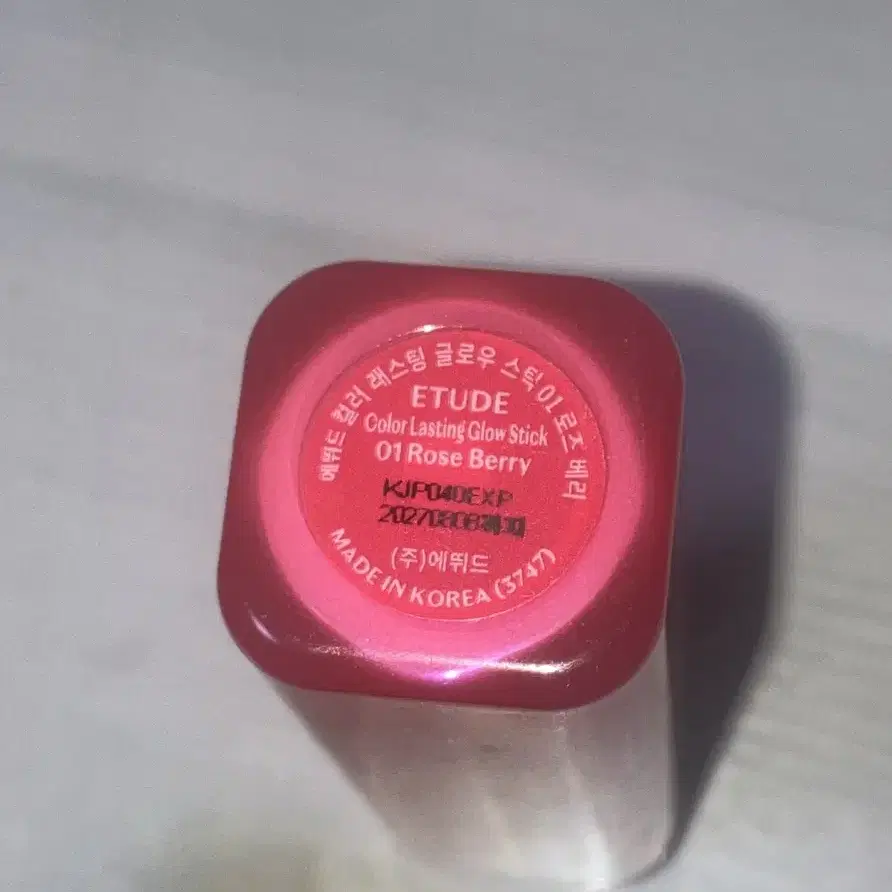 에뛰드 컬러 래스팅 글로우 스틱 01 로즈 베리
ETUDE
Color Lasting Glow Stick
01 Rose Berry
KJP040EXP
20270808까지
(주)에뛰드
MADE IN KOREA (3747)